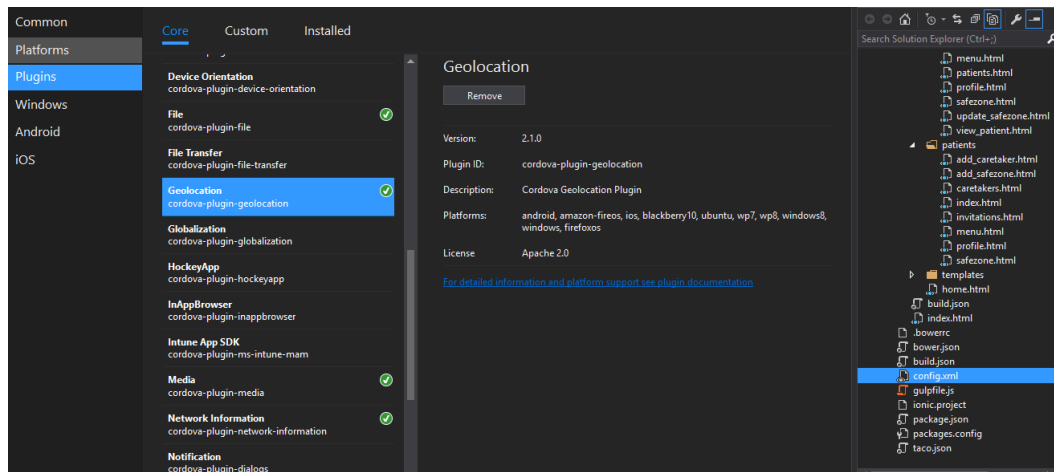 Common
Platforms
Plugins
Windows
Android
iOS
Core
Custom
Installed
Device Orientation
cordova-plugin-device-orientation
File
cordova-plugin-file
File Transfer
cordova-plugin-file-transfer
Geolocation
cordova-plugin-geolocation
Globalization
cordova-plugin-globalization
HockeyApp
cordova-plugin-hockeyapp
InAppBrowser
cordova-plugin-inappbrowser
Intune App SDK
cordova-plugin-ms-intune-mam
Media
cordova-plugin-media
Network Information
cordova-plugin-network-information
Notification
cordova-plugin-dialogs
Geolocation
Remove
Version: 2.1.0
Plugin ID: cordova-plugin-geolocation
Description: Cordova Geolocation Plugin
Platforms: android, amazon-fireos, ios, blackberry10, ubuntu, wp7, wp8, windows8,
windows, firefoxos
License Apache 2.0
For detailed information and platform support see plugin documentation
Search Solution Explorer (Ctrl+;)
menu.html
patients.html
profile.html
safezone.html
update_safezone.html
view_patient.html
patients
add_caretaker.html
add_safezone.html
caretakers.html
index.html
invitations.html
menu.html
profile.html
safezone.html
templates
home.html
build.json
index.html
.bowerrc
bower.json
build.json
config.xml
gulpfile.js
ionic.project
package.json
packages.config
taco.json